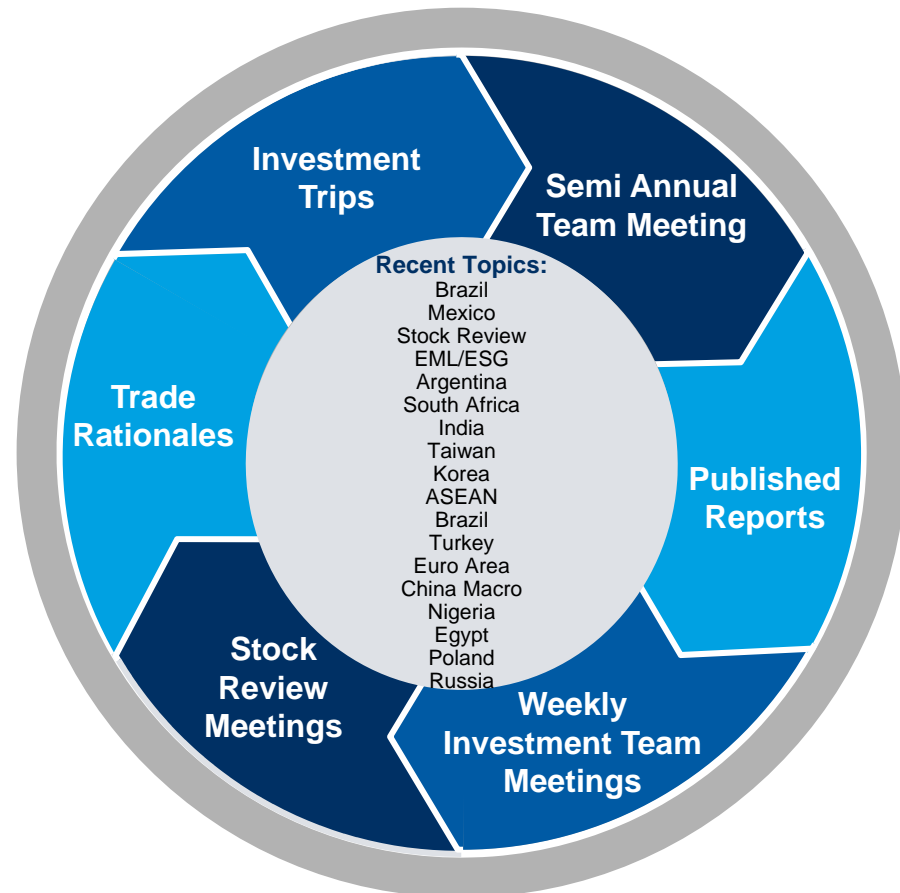 Investment
Trips
Semi Annual
Team Meeting
Recent Topics:
Brazil
Mexico
Stock Review
EML/ESG
Argentina
South Africa
India
Taiwan
Korea
ASEAN
Brazil
Turkey
Euro Area
China Macro
Nigeria
Egypt
Poland
Russia
Trade
Rationales
Published
Reports
Stock
Review
Meetings
Weekly
Investment Team
Meetings